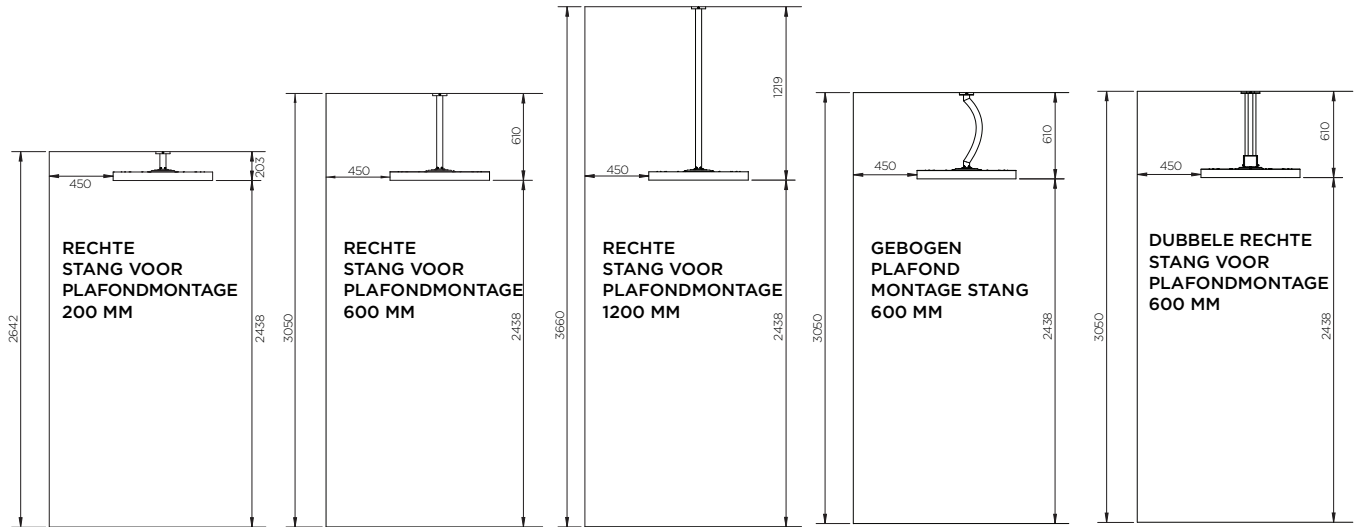 2642
450
203
2438
RECHTE
STANG VOOR
PLAFONDMONTAGE
200 MM
3050
450
610
2438
RECHTE
STANG VOOR
PLAFONDMONTAGE
600 MM
3660
450
1219
2438
RECHTE
STANG VOOR
PLAFONDMONTAGE
1200 MM
3050
450
610
2438
GEBOGEN
PLAFOND
MONTAGE STANG
600 MM
3050
450
610
2438
DUBBELE RECHTE
STANG VOOR
PLAFONDMONTAGE
600 MM